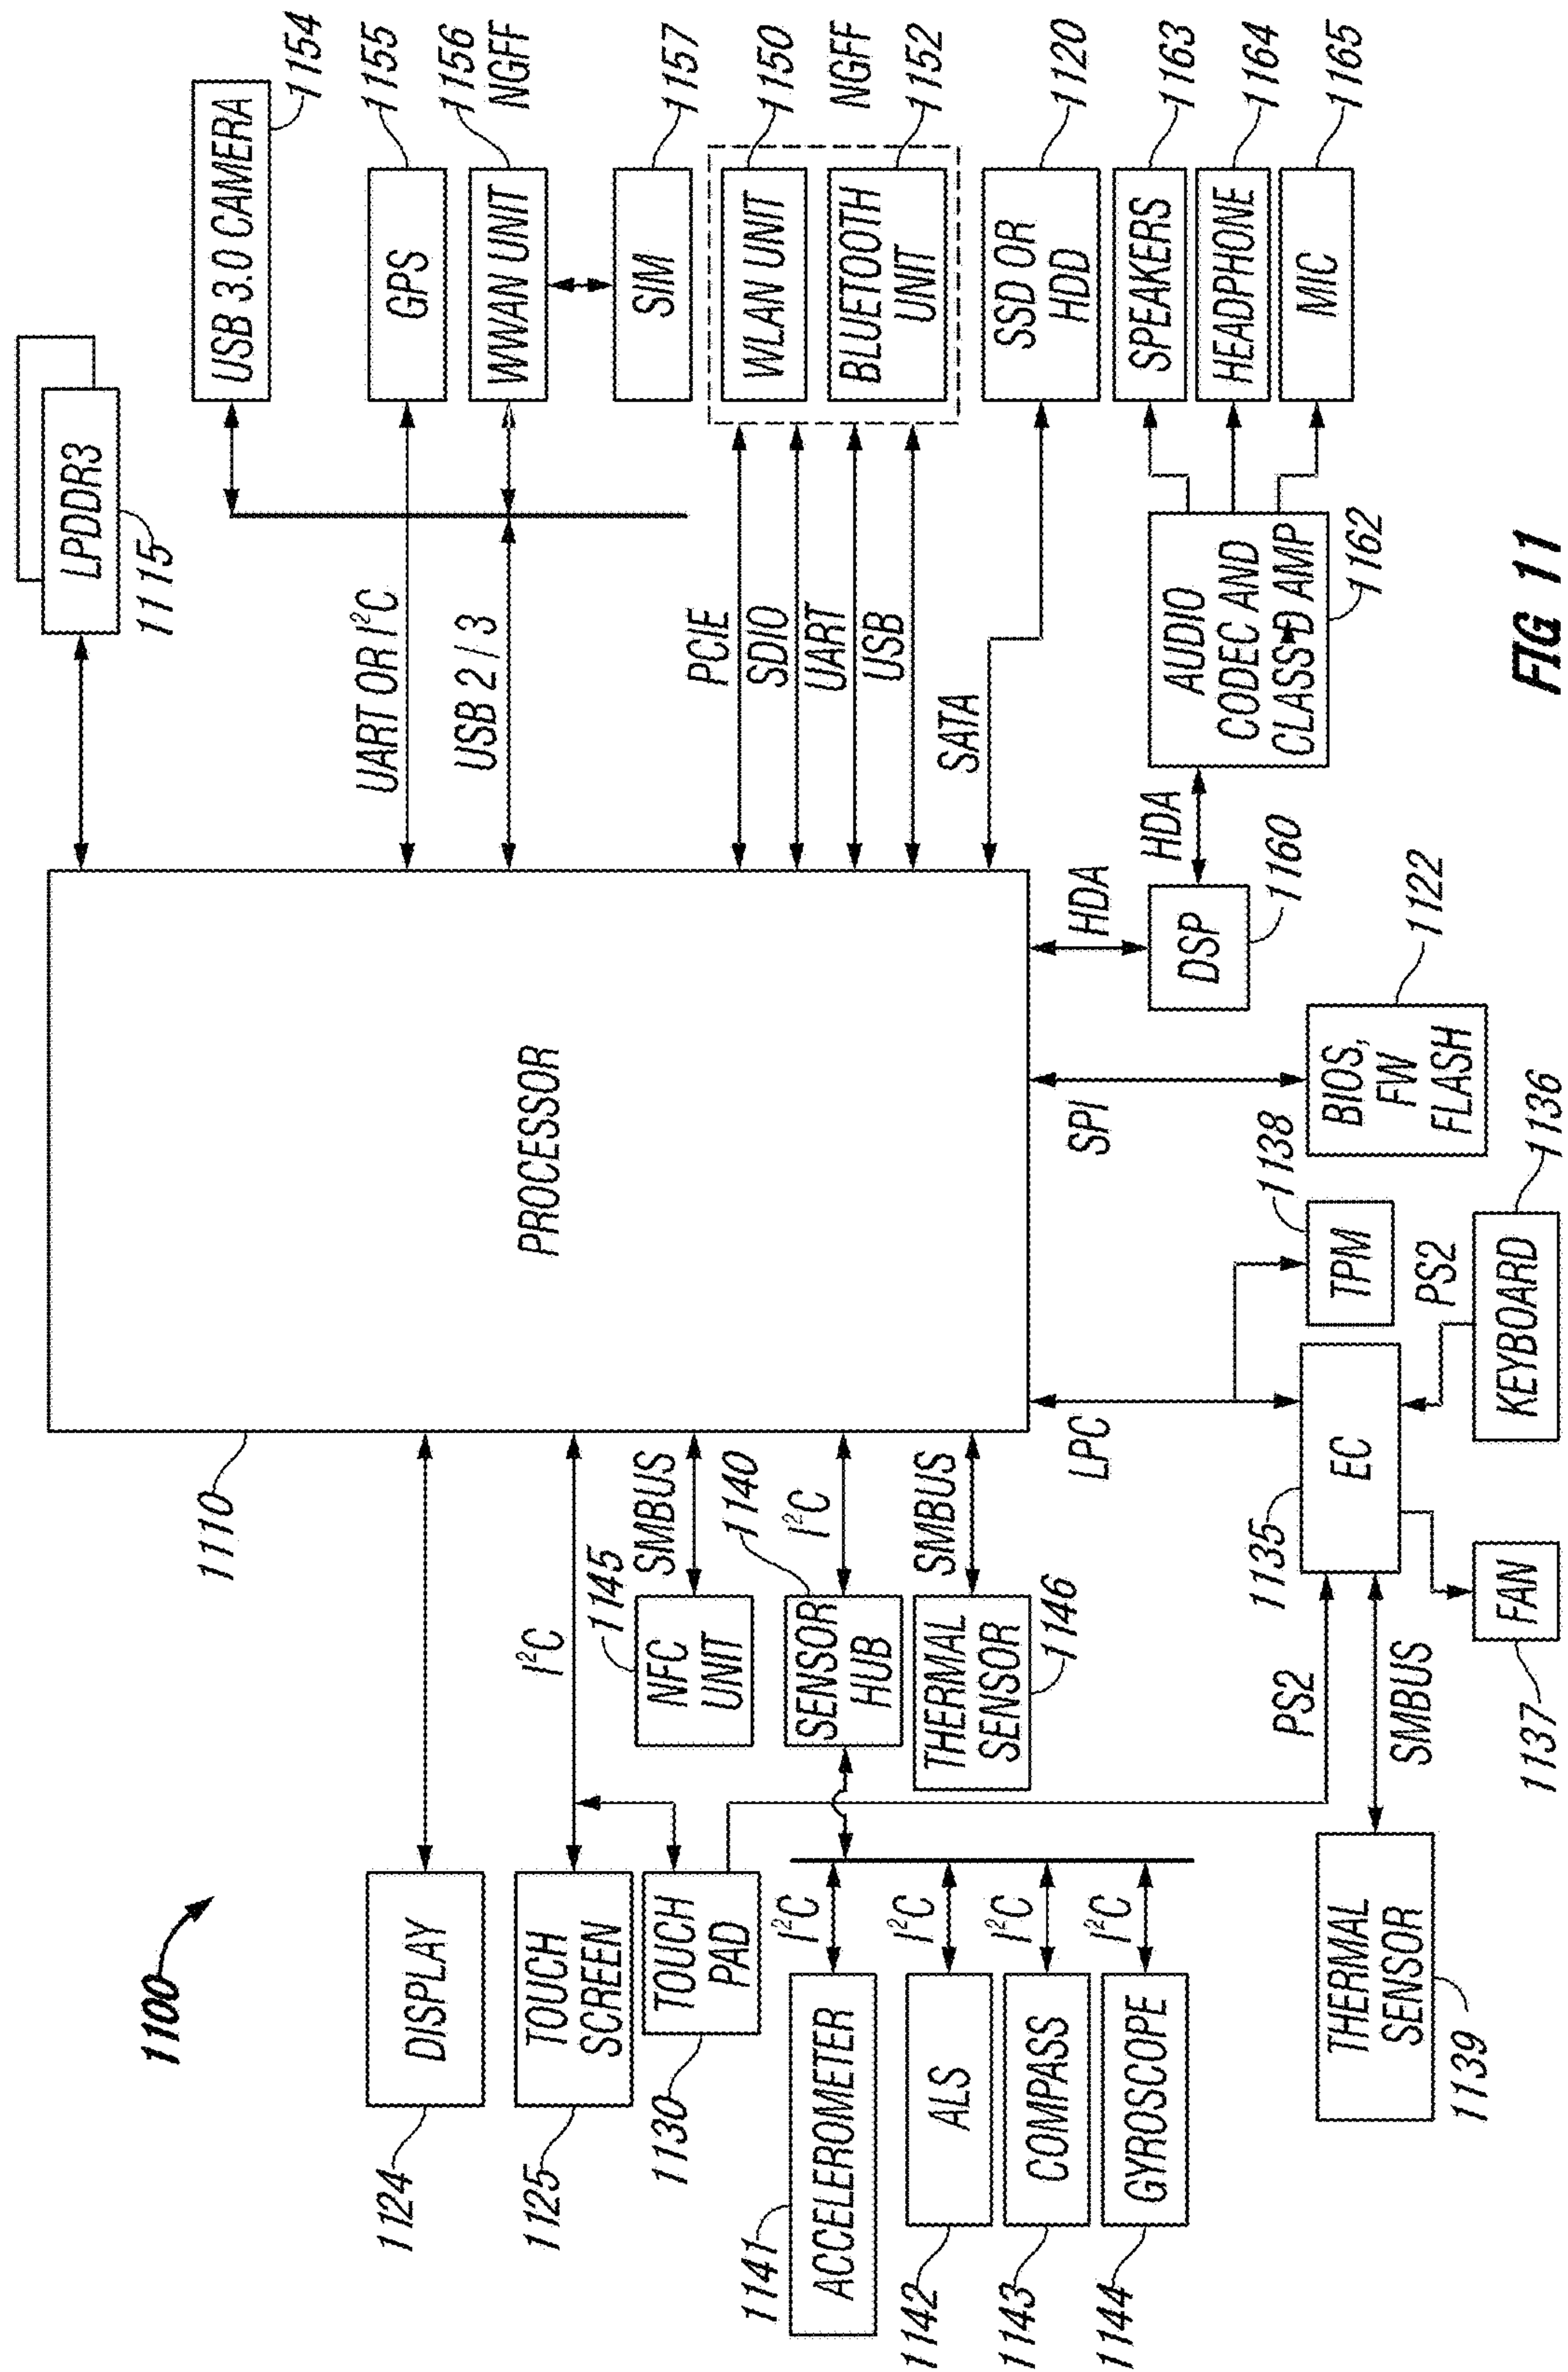 1100
LPDDR3
1115
1110
PROCESSOR
USB 3.0 CAMERA
1154
DISPLAY
1124
UART OR I²C
GPS
1155
USB 2 / 3
WWAN UNIT
1156
NGFF
I²C
TOUCH
SCREEN
1125
SIM
1157
TOUCH
PAD
1130
NFC
UNIT
1145
SMBUS
PCIE
SDIO
UART
USB
WLAN UNIT
1150
BLUETOOTH
UNIT
NGFF
1152
SENSOR
HUB
1140
I²C
ACCELEROMETER
1141
I²C
ALS
1142
I²C
COMPASS
1143
I²C
GYROSCOPE
1144
I²C
THERMAL
SENSOR
1146
SMBUS
SATA
SSD OR
HDD
1120
LPC
SPI
HDA
DSP
1160
HDA
AUDIO
CODEC AND
CLASS D AMP
1162
SPEAKERS
1163
HEADPHONE
1164
MIC
1165
THERMAL
SENSOR
1139
PS2
SMBUS
EC
1135
TPM
1138
BIOS,
FW
FLASH
1122
FAN
1137
PS2
KEYBOARD
1136
FIG 11